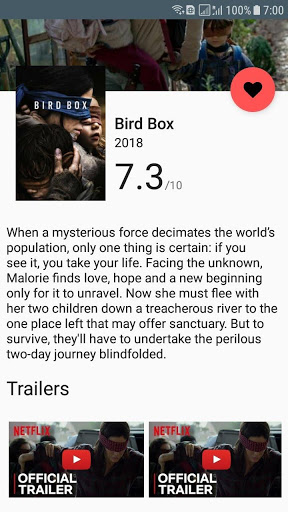 100% 7:00
BIRD BOX
Bird Box
2018
7.3/10
When a mysterious force decimates the world's
population, only one thing is certain: if you
see it, you take your life. Facing the unknown,
Malorie finds love, hope and a new beginning
only for it to unravel. Now she must flee with
her two children down a treacherous river to the
one place left that may offer sanctuary. But to
survive, they'll have to undertake the perilous
two-day journey blindfolded.
Trailers
NETFLIX NETFLIX
OFFICIAL OFFICIAL
TRAILER TRAILER